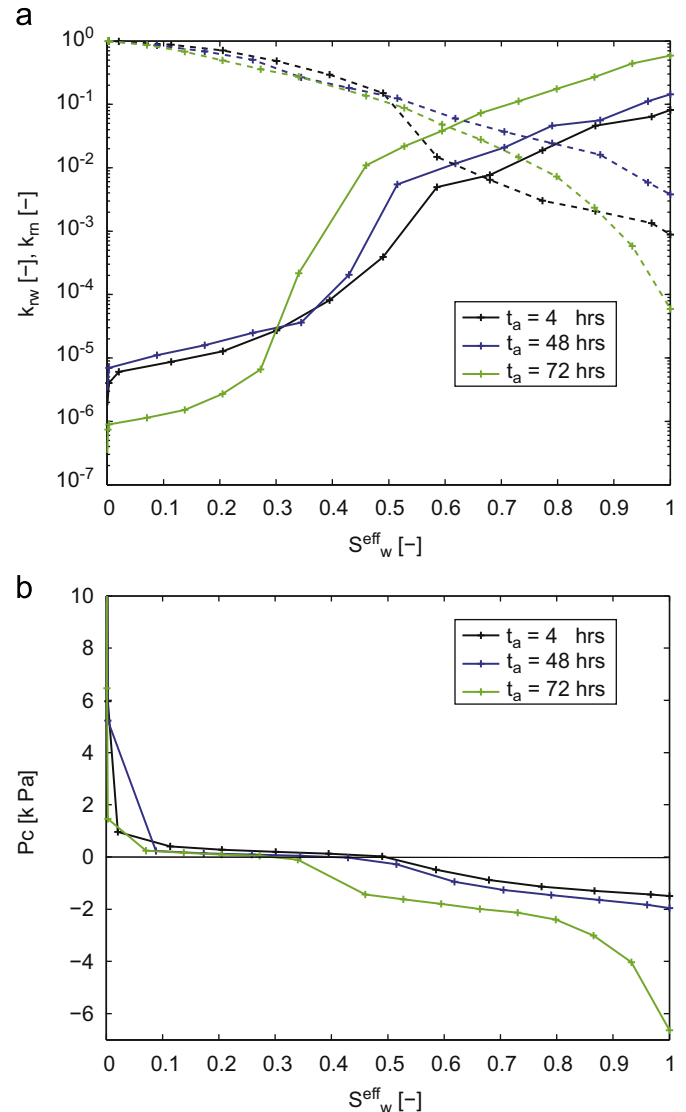 a
10⁰
10⁻¹
10⁻²
10⁻³
10⁻⁴
10⁻⁵
10⁻⁶
10⁻⁷
k_rw [−], k_rn [−]
t_a = 4 hrs
t_a = 48 hrs
t_a = 72 hrs
0 0.1 0.2 0.3 0.4 0.5 0.6 0.7 0.8 0.9 1
S^eff_w [−]
b
10
8
6
4
2
0
−2
−4
−6
Pc [k Pa]
t_a = 4 hrs
t_a = 48 hrs
t_a = 72 hrs
0 0.1 0.2 0.3 0.4 0.5 0.6 0.7 0.8 0.9 1
S^eff_w [−]